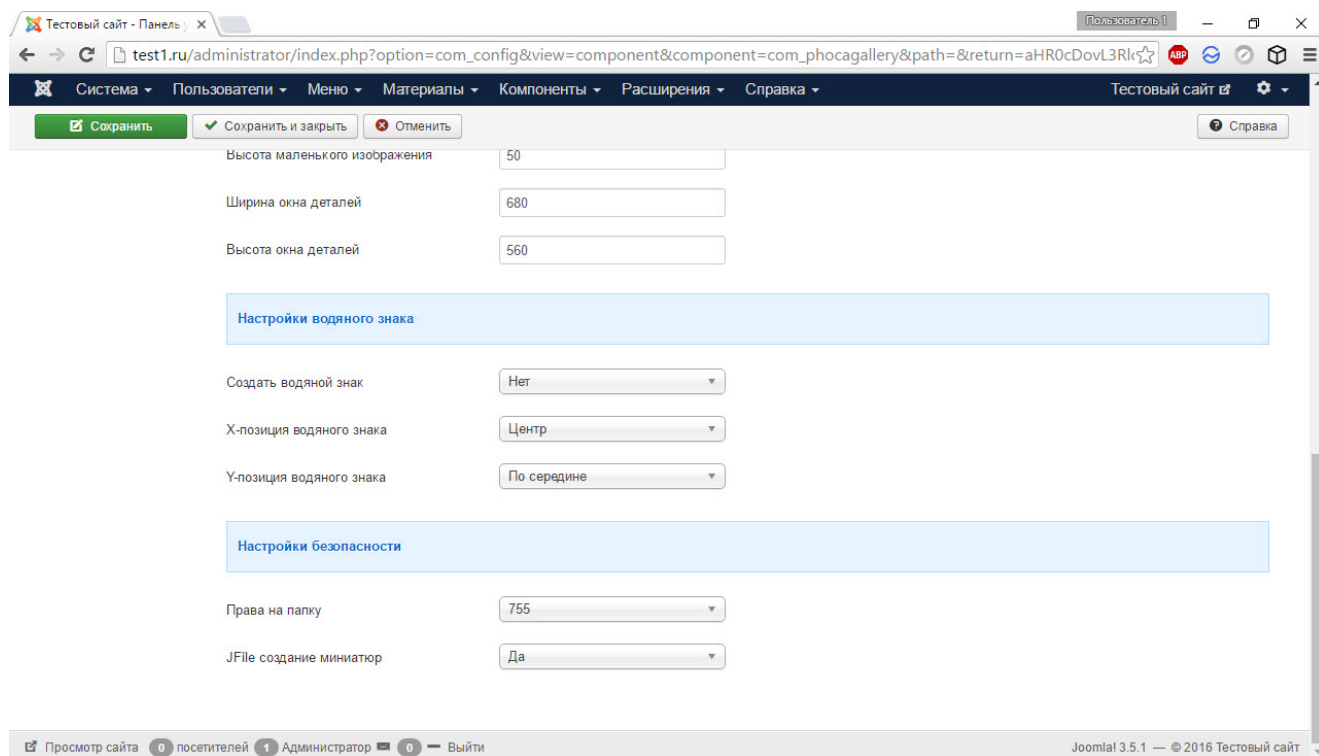 Тестовый сайт - Панель
Пользователь 1
test1.ru/administrator/index.php?option=com_config&view=component&component=com_phocagallery&path=&return=aHR0cDovL3Rl
ABP
Система Пользователи Меню Материалы Компоненты Расширения Справка Тестовый сайт
Сохранить Сохранить и закрыть Отменить Справка
Высота маленького изображения 50
Ширина окна деталей 680
Высота окна деталей 560
Настройки водяного знака
Создать водяной знак Нет
X-позиция водяного знака Центр
Y-позиция водяного знака По середине
Настройки безопасности
Права на папку 755
JFile создание миниатюр Да
Просмотр сайта 0 посетителей 1 Администратор 0 Выйти Joomla! 3.5.1 — © 2016 Тестовый сайт